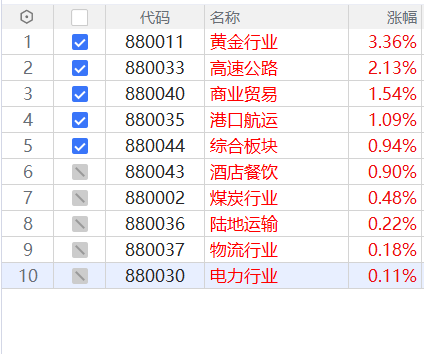 代码 名称 涨幅
1 880011 黄金行业 3.36%
2 880033 高速公路 2.13%
3 880040 商业贸易 1.54%
4 880035 港口航运 1.09%
5 880044 综合板块 0.94%
6 880043 酒店餐饮 0.90%
7 880002 煤炭行业 0.48%
8 880036 陆地运输 0.22%
9 880037 物流行业 0.18%
10 880030 电力行业 0.11%